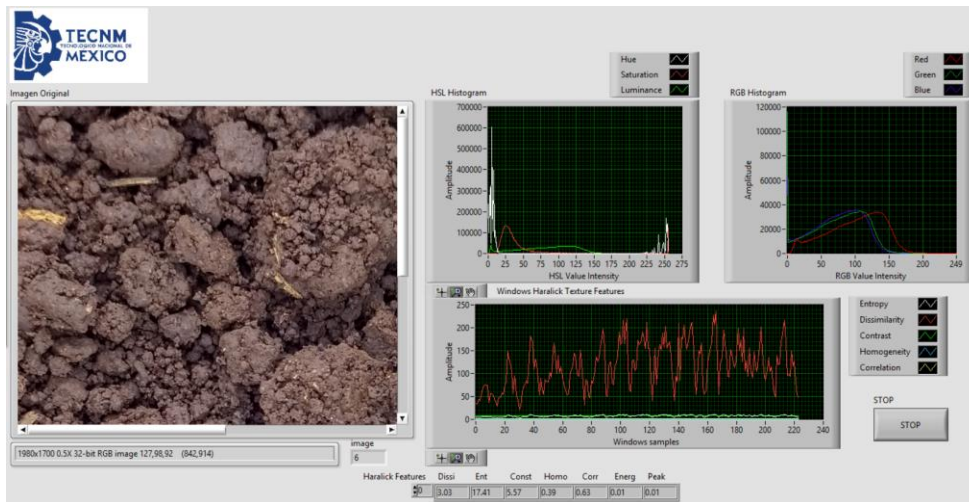 TECNM
TECNOLÓGICO NACIONAL DE
MEXICO
Imagen Original
1980x1700 0.5X 32-bit RGB image 127,98,92 (842,914)
image
6
Hue
Saturation
Luminance
HSL Histogram
Amplitude
700000
600000
500000
400000
300000
200000
100000
0
0 25 50 75 100 125 150 175 200 225 250 275
HSL Value Intensity
Red
Green
Blue
RGB Histogram
Amplitude
120000
100000
80000
60000
40000
20000
0
0 50 100 150 200 249
RGB Value Intensity
Windows Haralick Texture Features
Amplitude
250
200
150
100
50
0
0 20 40 60 80 100 120 140 160 180 200 220 240
Windows samples
Entropy
Dissimilarity
Contrast
Homogeneity
Correlation
STOP
STOP
Haralick Features Dissi Ent Const Homo Corr Energ Peak
0 3.03 17.41 5.57 0.39 0.63 0.01 0.01